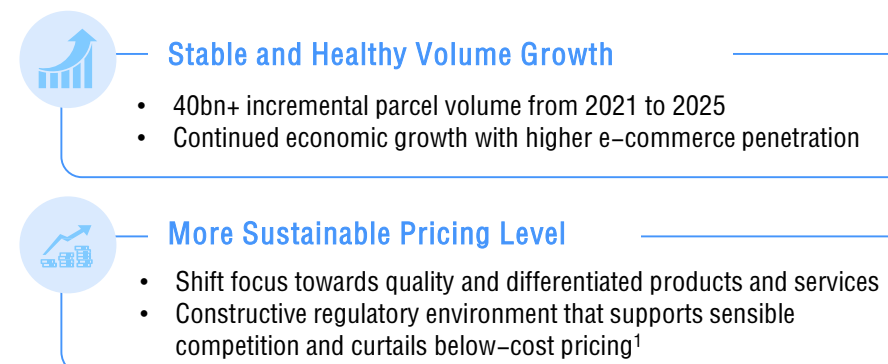 Stable and Healthy Volume Growth
• 40bn+ incremental parcel volume from 2021 to 2025
• Continued economic growth with higher e-commerce penetration
More Sustainable Pricing Level
• Shift focus towards quality and differentiated products and services
• Constructive regulatory environment that supports sensible
competition and curtails below-cost pricing¹